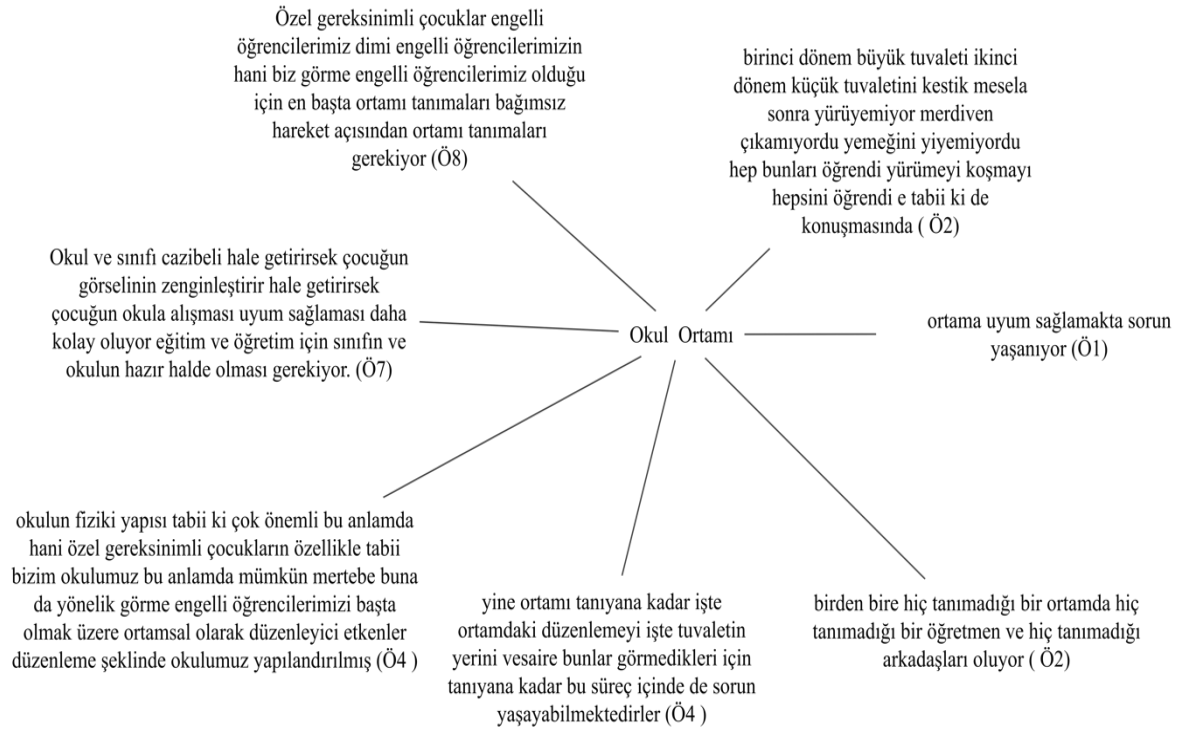 Özel gereksinimli çocuklar engelli
öğrencilerimiz dimi engelli öğrencilerimizin
hani biz görme engelli öğrencilerimiz olduğu
için en başta ortamı tanımaları bağımsız
hareket açısından ortamı tanımaları
gerekiyor (Ö8)
birinci dönem büyük tuvaleti ikinci
dönem küçük tuvaletini kestik mesela
sonra yürüyemiyor merdiven
çıkamıyordu yemeğini yiyemiyordu
hep bunları öğrendi yürümeyi koşmayı
hepsini öğrendi e tabii ki de
konuşmasında ( Ö2)
Okul ve sınıfı cazibeli hale getirirsek çocuğun
görselinin zenginleştirir hale getirirsek
çocuğun okula alışması uyum sağlaması daha
kolay oluyor eğitim ve öğretim için sınıfın ve
okulun hazır halde olması gerekiyor. (Ö7)
Okul Ortamı
ortama uyum sağlamakta sorun
yaşanıyor (Ö1)
okulun fiziki yapısı tabii ki çok önemli bu anlamda
hani özel gereksinimli çocukların özellikle tabii
bizim okulumuz bu anlamda mümkün mertebe buna
da yönelik görme engelli öğrencilerimizi başta
olmak üzere ortamsal olarak düzenleyici etkenler
düzenleme şeklinde okulumuz yapılandırılmış (Ö4 )
yine ortamı tanıyana kadar işte
ortamdaki düzenlemeyi işte tuvaletin
yerini vesaire bunlar görmedikleri için
tanıyana kadar bu süreç içinde de sorun
yaşayabilmektedirler (Ö4 )
birden bire hiç tanımadığı bir ortamda hiç
tanımadığı bir öğretmen ve hiç tanımadığı
arkadaşları oluyor ( Ö2)